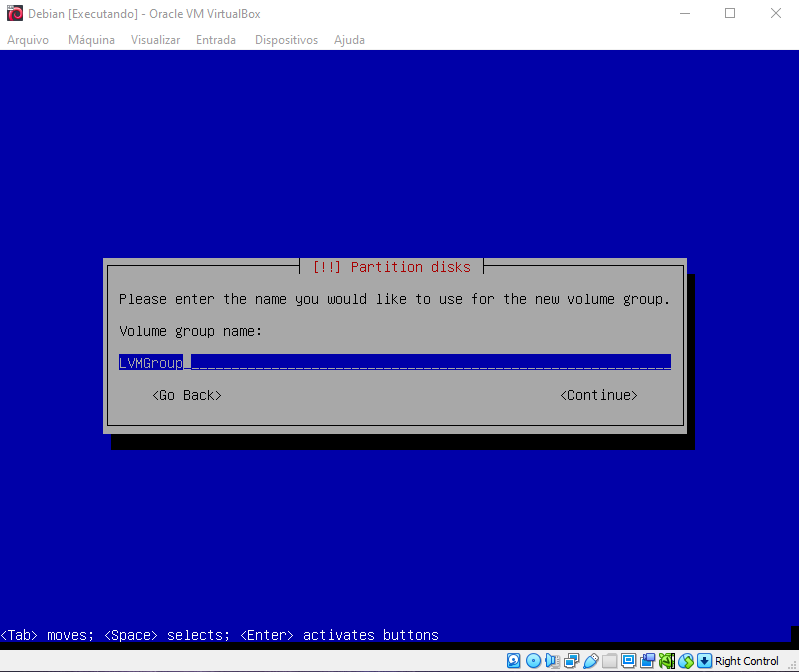 Debian [Executando] - Oracle VM VirtualBox
Arquivo Máquina Visualizar Entrada Dispositivos Ajuda
[!!] Partition disks
Please enter the name you would like to use for the new volume group.
Volume group name:
LVMGroup
<Go Back> <Continue>
<Tab> moves; <Space> selects; <Enter> activates buttons
Right Control